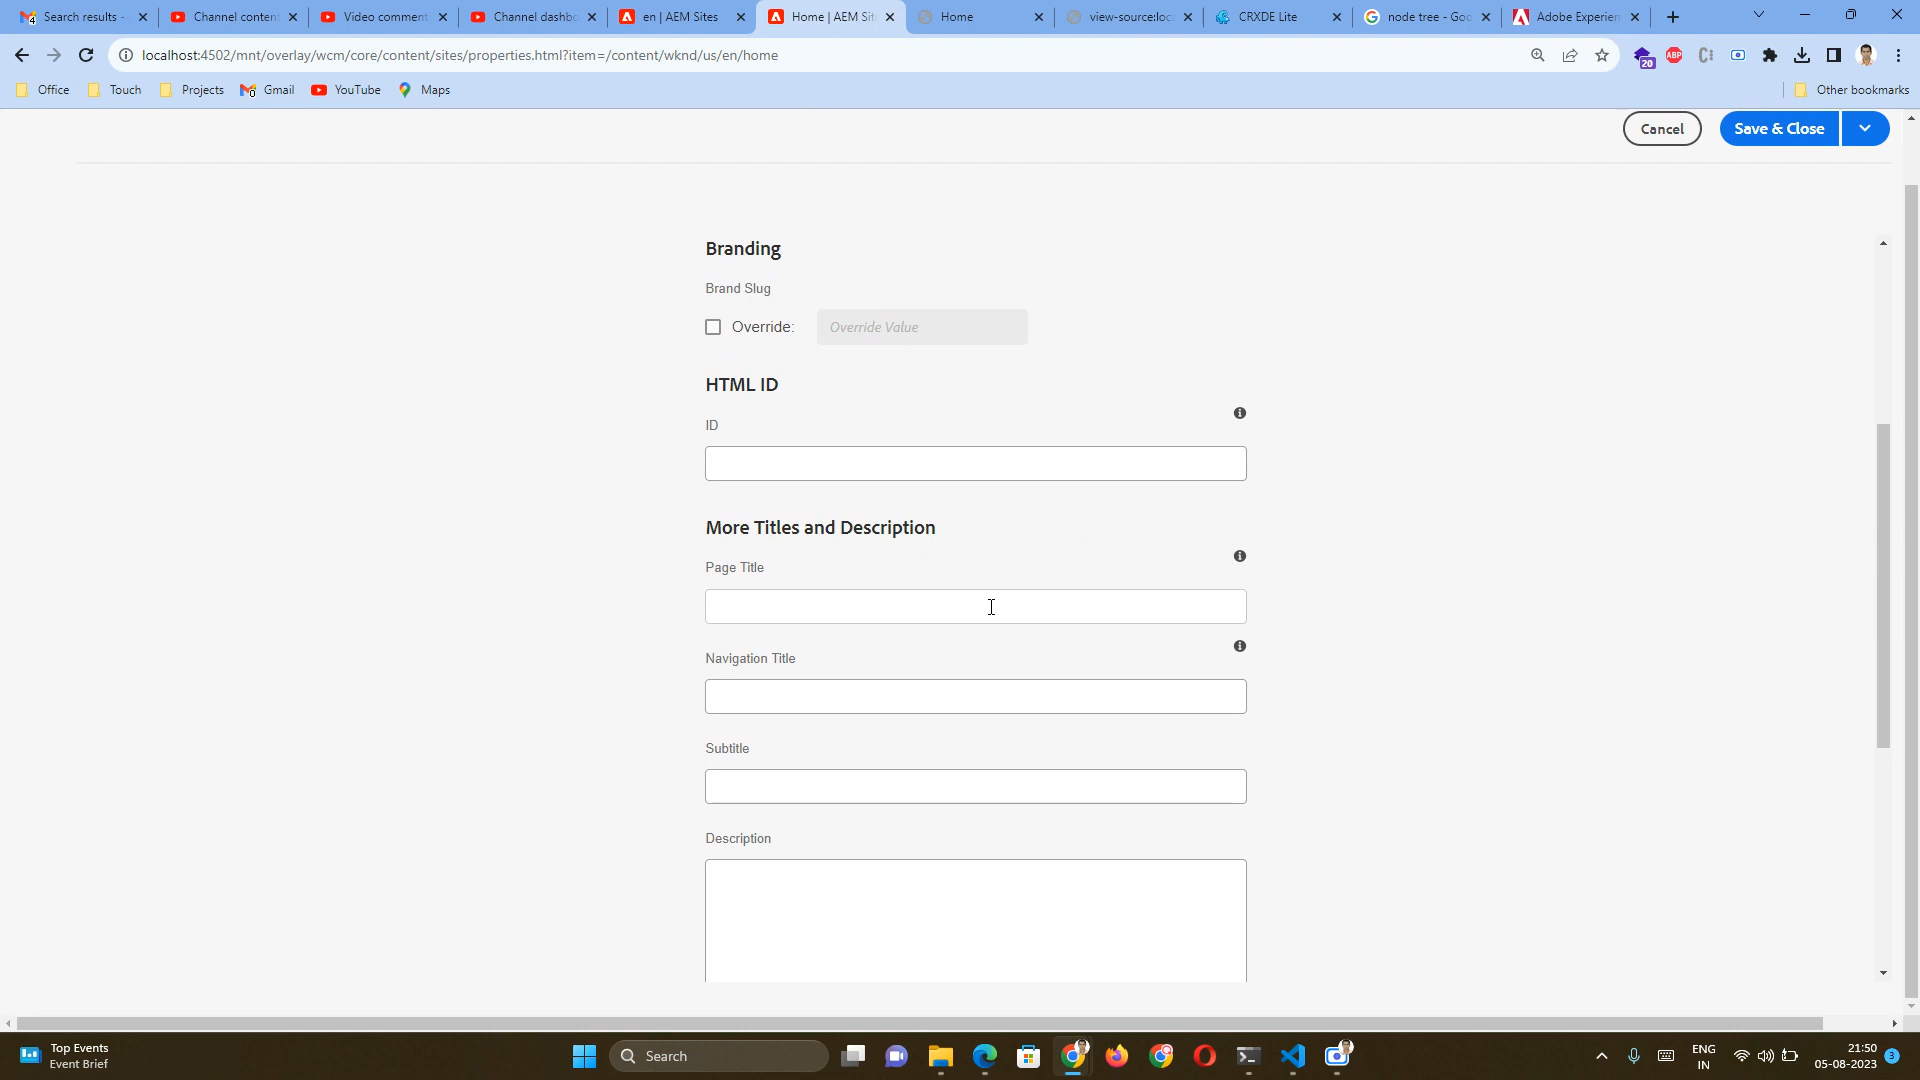 Search results -
Channel conten
Video comment
Channel dashbo
en | AEM Sites
Home | AEM Sit
Home
view-source:loc
CRXDE Lite
node tree - Goo
Adobe Experien
localhost:4502/mnt/overlay/wcm/core/content/sites/properties.html?item=/content/wknd/us/en/home
20
ABP
Office
Touch
Projects
Gmail
YouTube
Maps
Other bookmarks
Cancel
Save & Close
Branding
Brand Slug
Override:
Override Value
HTML ID
ID
More Titles and Description
Page Title
Navigation Title
Subtitle
Description
Top Events
Event Brief
Search
ENG
IN
21:50
05-08-2023
3